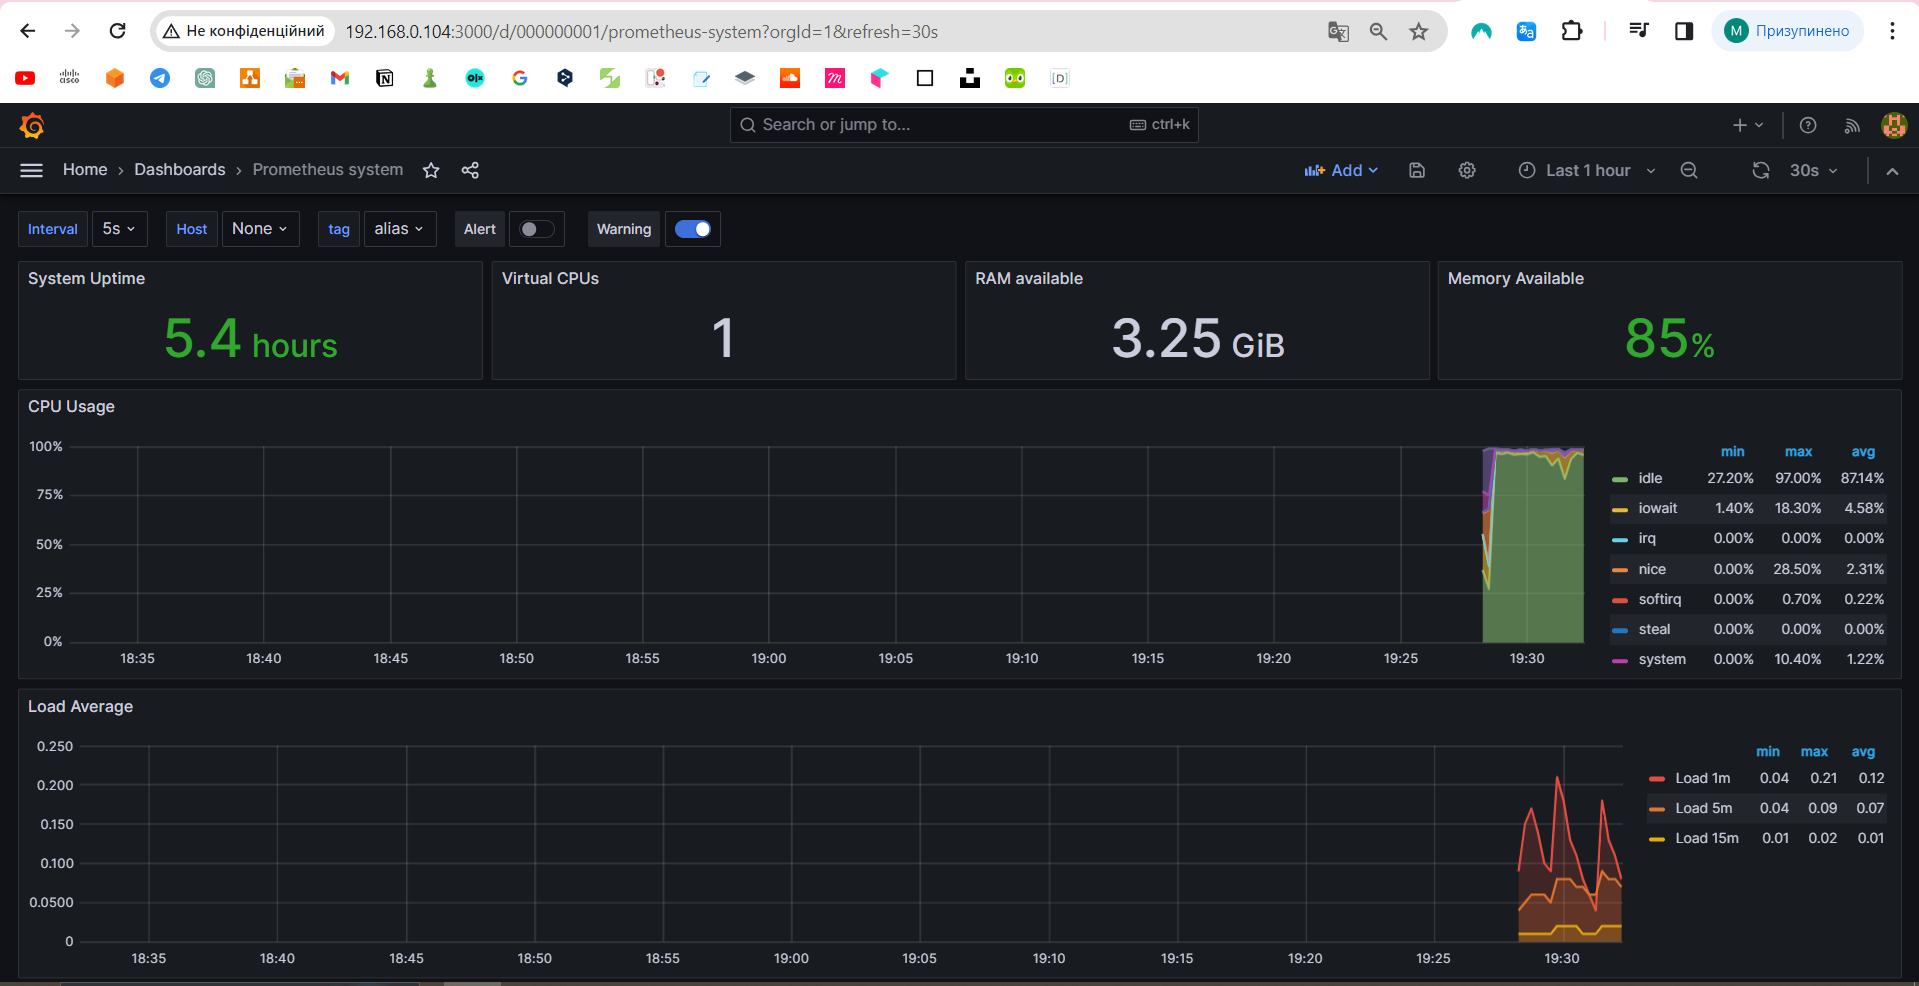 Не конфіденційний 192.168.0.104:3000/d/000000001/prometheus-system?orgId=1&refresh=30s M Призупинено
cisco N olx G m [D]
Search or jump to... ctrl+k
Home › Dashboards › Prometheus system Add Last 1 hour 30s
Interval 5s Host None tag alias Alert Warning
System Uptime Virtual CPUs RAM available Memory Available
5.4 hours 1 3.25 GiB 85%
CPU Usage
100%
75%
50%
25%
0%
18:35 18:40 18:45 18:50 18:55 19:00 19:05 19:10 19:15 19:20 19:25 19:30
min max avg
idle 27.20% 97.00% 87.14%
iowait 1.40% 18.30% 4.58%
irq 0.00% 0.00% 0.00%
nice 0.00% 28.50% 2.31%
softirq 0.00% 0.70% 0.22%
steal 0.00% 0.00% 0.00%
system 0.00% 10.40% 1.22%
Load Average
0.250
0.200
0.150
0.100
0.0500
0
18:35 18:40 18:45 18:50 18:55 19:00 19:05 19:10 19:15 19:20 19:25 19:30
min max avg
Load 1m 0.04 0.21 0.12
Load 5m 0.04 0.09 0.07
Load 15m 0.01 0.02 0.01